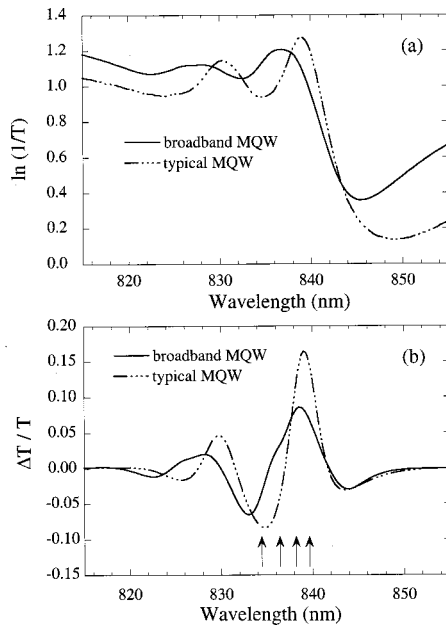 1.4
(a)
1.2
1.0
0.8
ln (1/T)
broadband MQW
0.6
typical MQW
0.4
0.2
0.0
820 830 840 850
Wavelength (nm)
0.20
broadband MQW
(b)
0.15
typical MQW
0.10
ΔT / T
0.05
0.00
-0.05
-0.10
-0.15
820 830 840 850
Wavelength (nm)